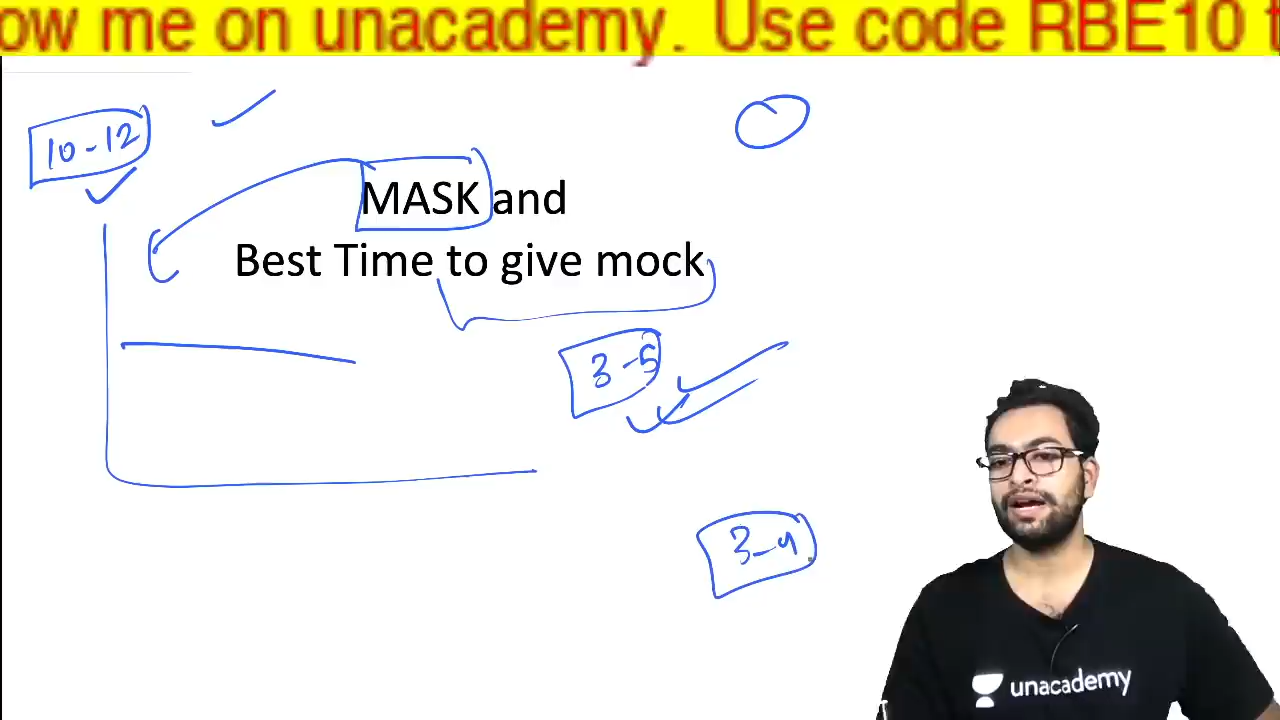 ow me on unacademy. Use code RBE10 t
10-12
MASK and
Best Time to give mock
3-5
3-4
unacademy